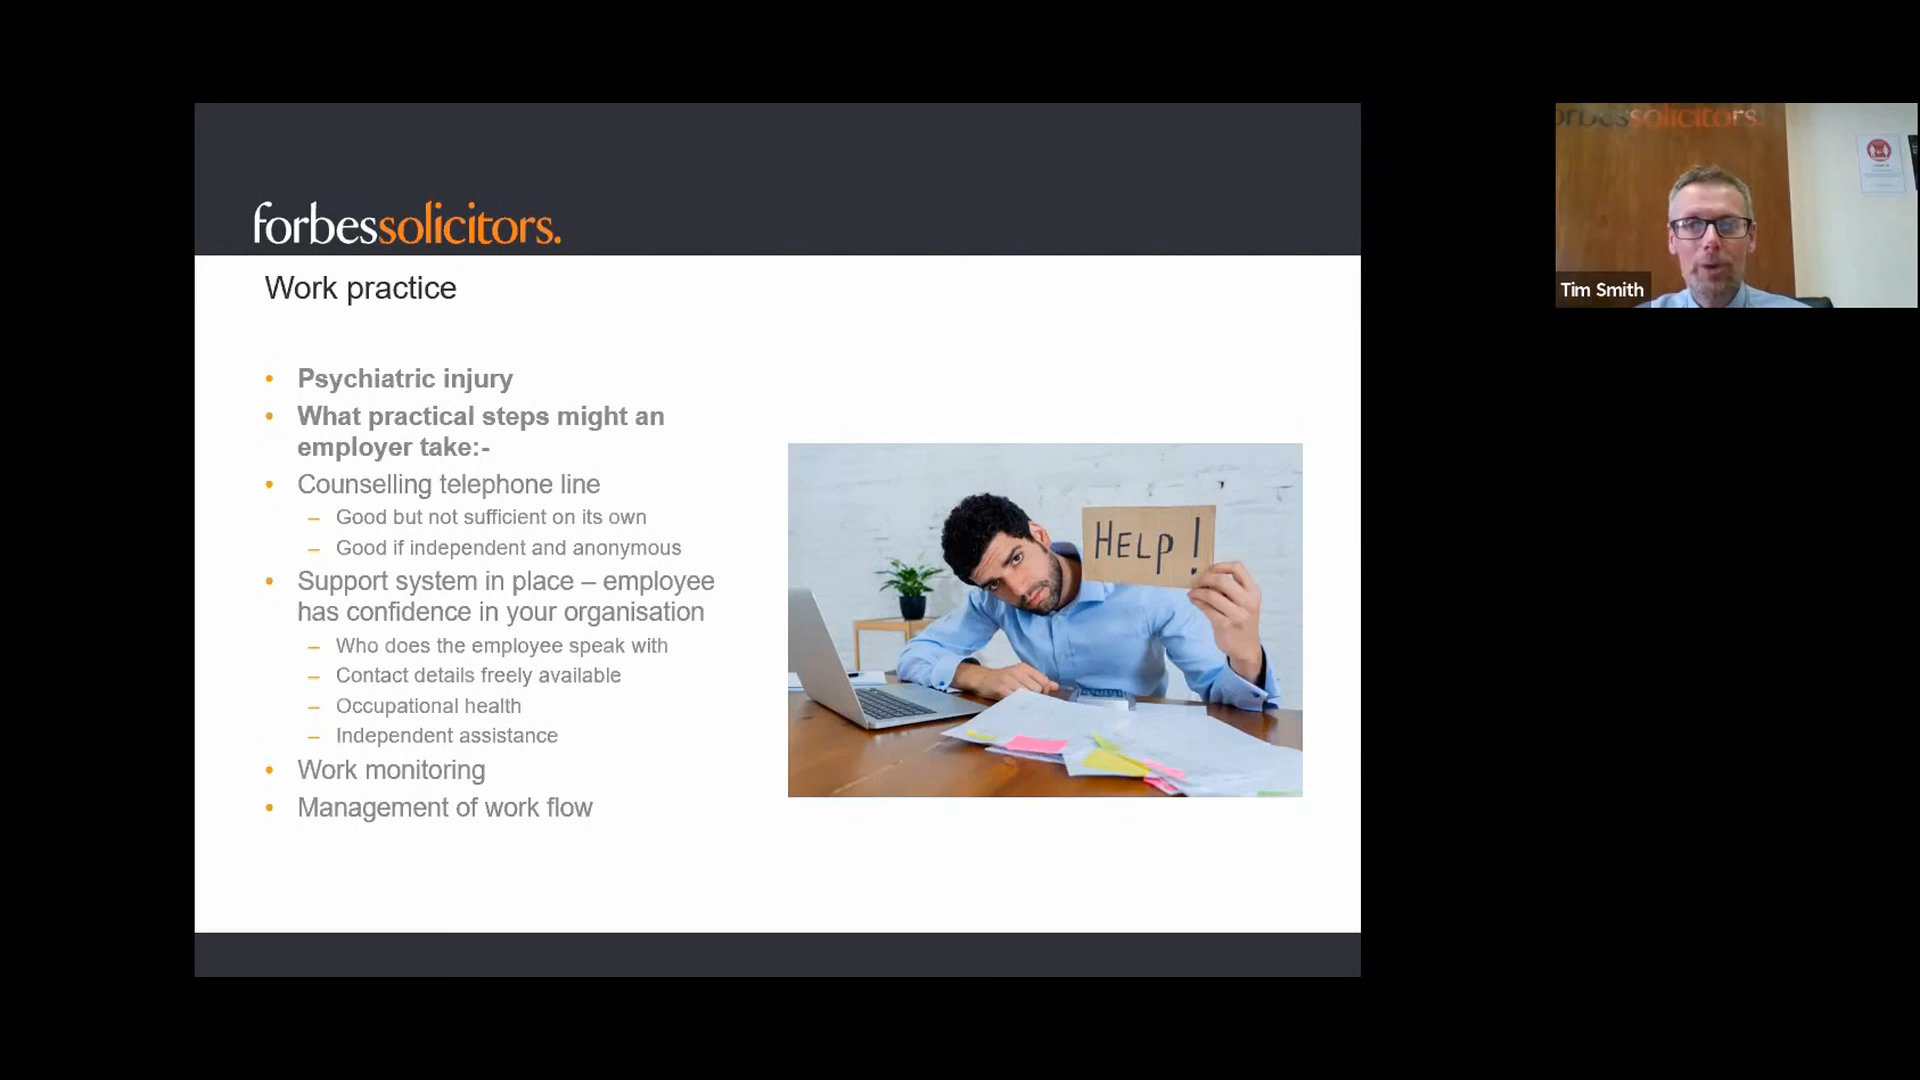 forbessolicitors.
Work practice
• Psychiatric injury
• What practical steps might an
employer take:-
• Counselling telephone line
– Good but not sufficient on its own
– Good if independent and anonymous
• Support system in place – employee
has confidence in your organisation
– Who does the employee speak with
– Contact details freely available
– Occupational health
– Independent assistance
• Work monitoring
• Management of work flow
HELP!
orbessolicitors.
Tim Smith